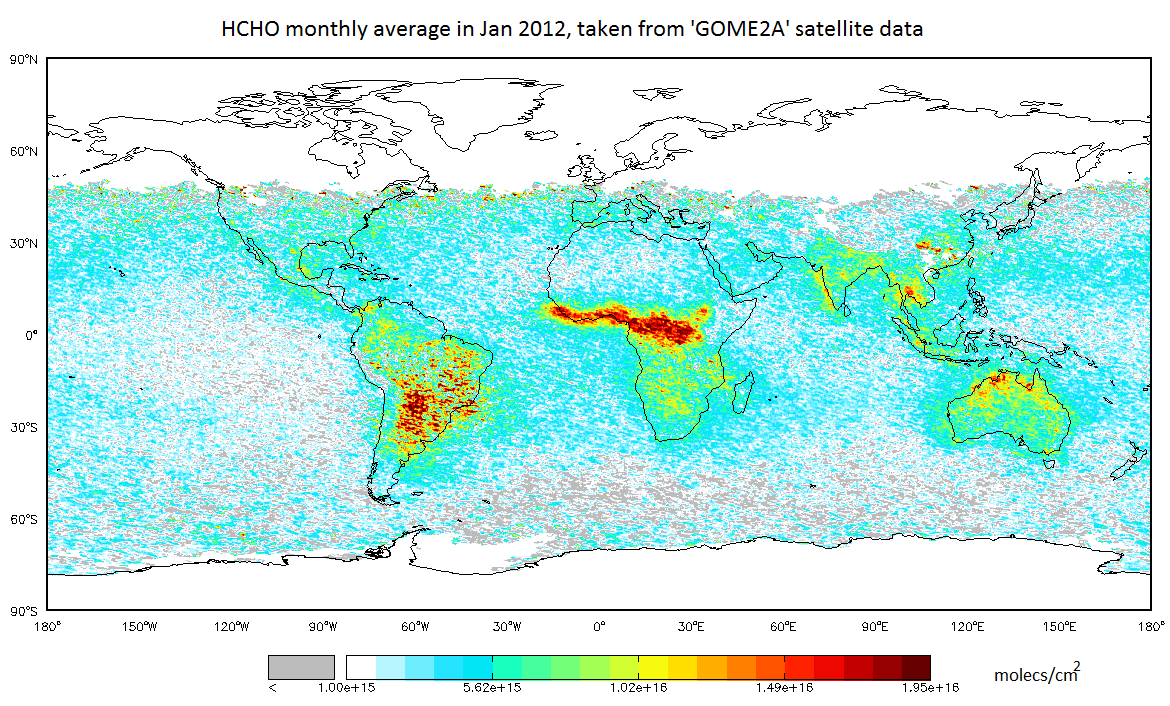 HCHO monthly average in Jan 2012, taken from 'GOME2A' satellite data
90°N
60°N
30°N
0°
30°S
60°S
90°S
180° 150°W 120°W 90°W 60°W 30°W 0° 30°E 60°E 90°E 120°E 150°E 180°
< 1.00e+15 5.62e+15 1.02e+16 1.49e+16 1.95e+16 molecs/cm²